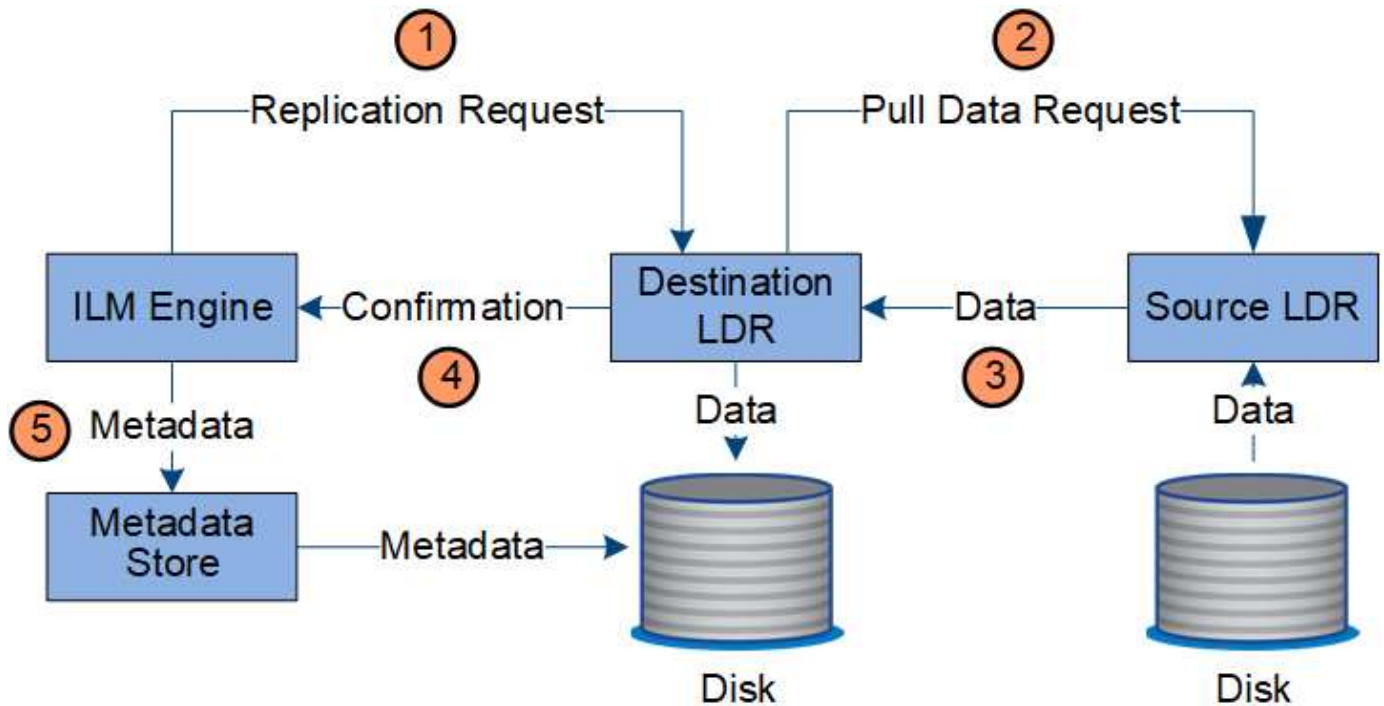 1
2
Replication Request
Pull Data Request
ILM Engine
Confirmation
Destination
LDR
Data
Source LDR
4
3
5
Metadata
Data
Data
Metadata
Store
Metadata
Disk
Disk